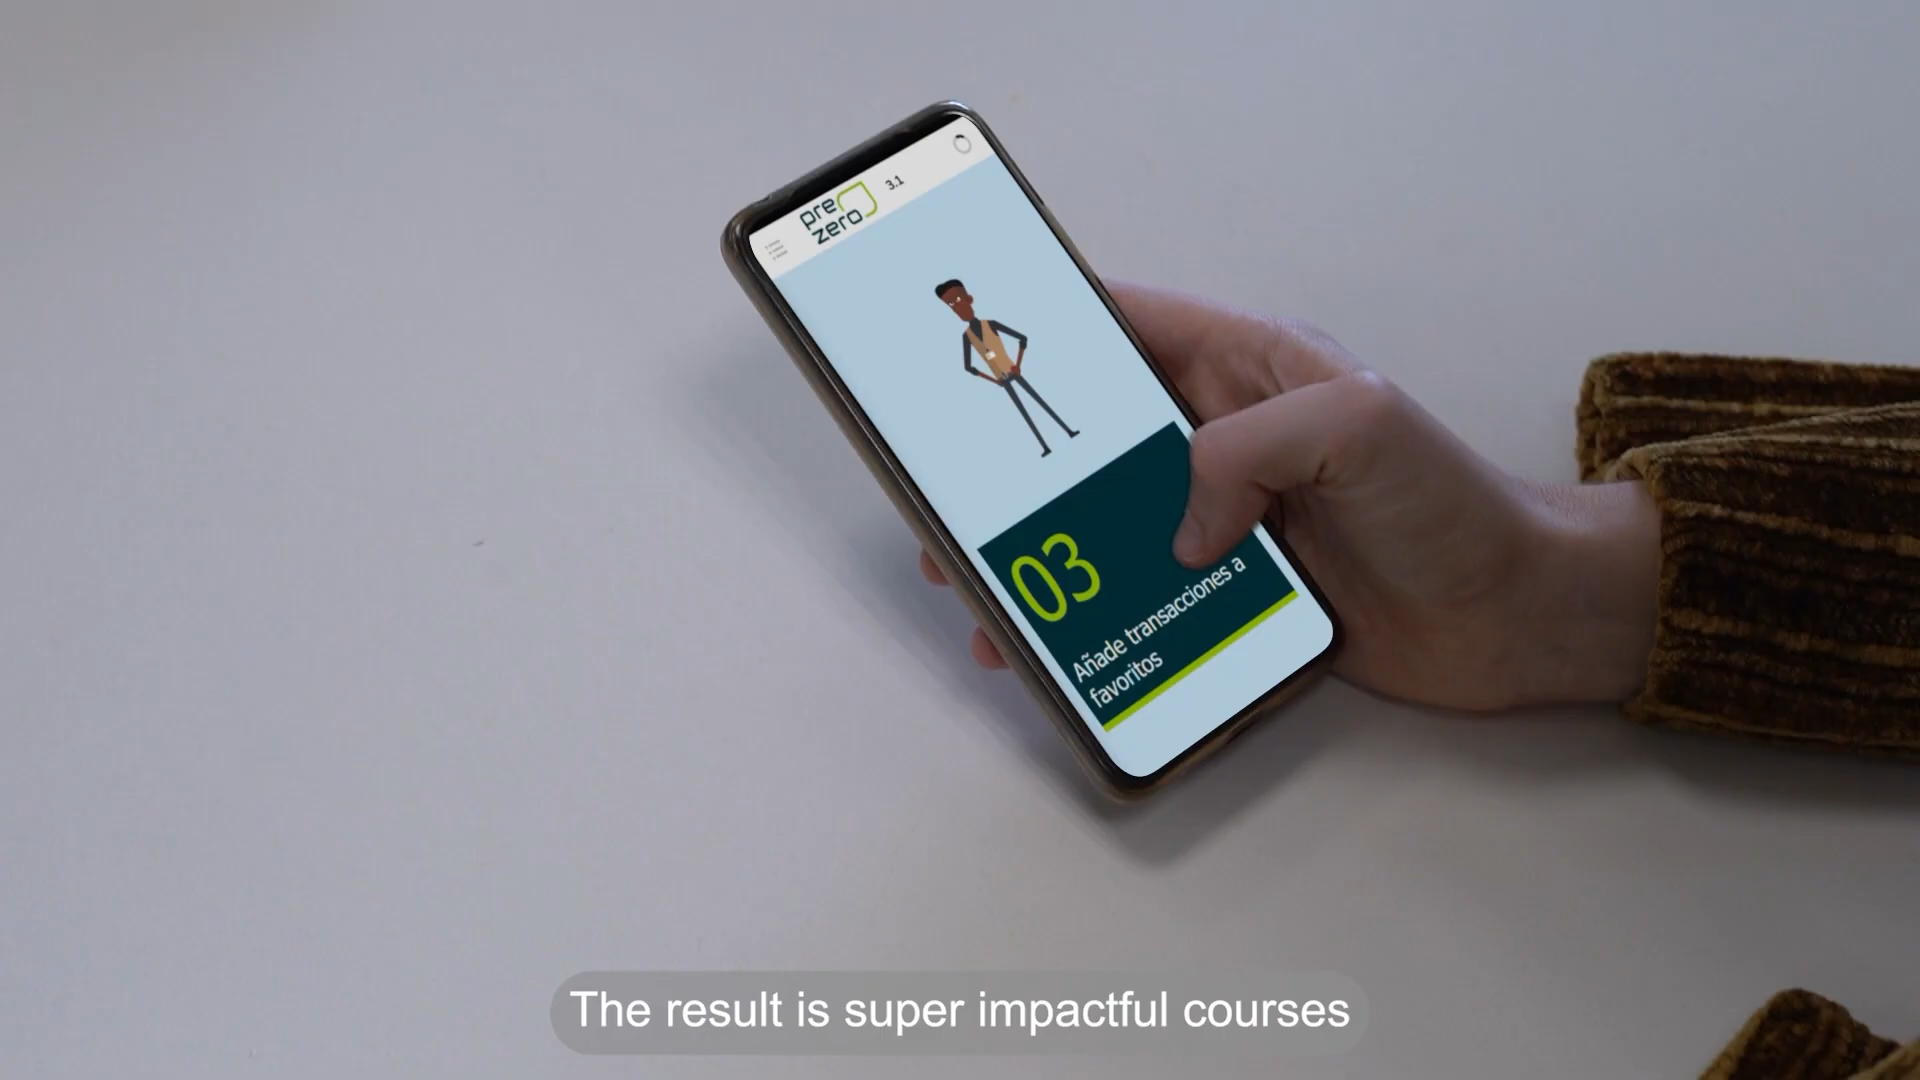 pre
zero
3.1
03
Añade transacciones a
favoritos
The result is super impactful courses